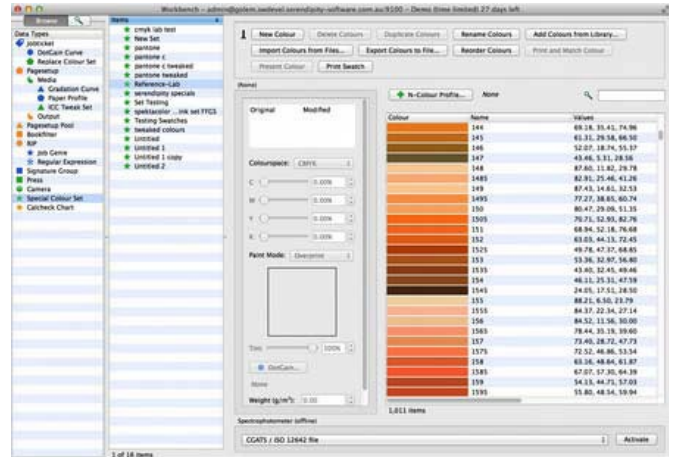 Workbench – admin@golem.swdevel.serendipity-software.com.au:9100 – Demo (time limited) 27 days left
Browse
Data Types
Jobticket
DotGain Curve
Replace Colour Set
Pagesetup
Media
Gradation Curve
Paper Profile
ICC Tweak Set
Output
Pagesetup Pool
Bookfilter
RIP
Job Genre
Regular Expression
Signature Group
Press
Camera
Special Colour Set
Calcheck Chart
Items
cmyk lab test
New Set
pantone
pantone c
pantone c tweaked
pantone tweaked
Reference-Lab
serendipity specials
Set Testing
spektacolor ...ink set FFG5
Testing Swatches
tweaked colours
Untitled
Untitled 1
Untitled 1 copy
Untitled 2
1 of 16 items
New Colour Delete Colours Duplicate Colours Rename Colours Add Colours from Library...
Import Colours from Files... Export Colours to File... Reorder Colours Print and Match Colour
Present Colour Print Swatch
(None)
Original Modified
Colourspace: CMYK
C 0.00%
M 0.00%
Y 0.00%
K 0.00%
Paint Mode: Overprint
Tint: 100%
DotGain...
None
Weight (g/m²): 0.00
N-Colour Profile... None
Colour Name Values
144 69.18, 35.41, 74.96
145 61.31, 29.58, 66.50
146 52.07, 18.74, 55.37
147 43.46, 5.31, 28.56
148 87.60, 11.82, 29.78
1485 82.91, 25.46, 41.26
149 87.43, 14.61, 32.53
1495 77.27, 38.65, 60.74
150 80.47, 29.09, 51.35
1505 70.71, 52.93, 82.76
151 68.94, 52.18, 76.68
152 63.03, 44.13, 72.45
1525 49.78, 47.37, 68.85
153 53.36, 32.97, 56.80
1535 43.40, 32.45, 49.46
154 46.11, 25.31, 47.59
1545 24.05, 17.51, 28.50
155 88.21, 6.50, 23.79
1555 84.37, 22.34, 27.14
156 84.52, 11.56, 30.00
1565 78.44, 35.19, 39.60
157 73.40, 28.72, 47.73
1575 72.52, 46.86, 53.54
158 63.16, 48.64, 61.87
1585 67.07, 57.30, 64.39
159 54.13, 44.71, 57.03
1595 55.80, 48.54, 59.94
1,011 items
Spectrophotometer (offline)
CGATS / ISO 12642 file Activate